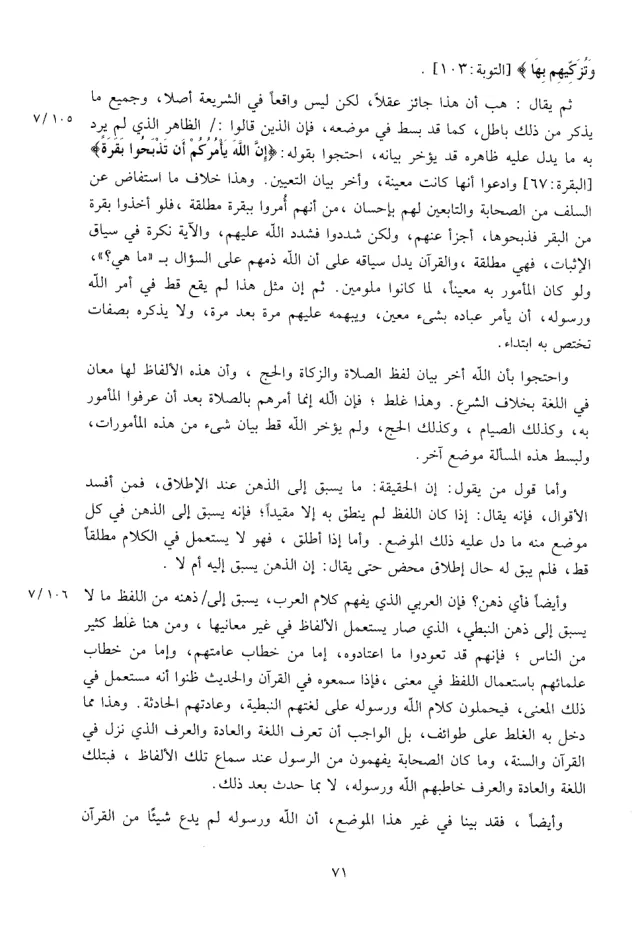 وَتُزَكِّيهِم بِهَا ﴾ [التوبة:١٠٣] .
ثم يقال : هب أن هذا جائز عقلاً، لكن ليس واقعاً في الشريعة أصلا، وجميع ما
٧/١٠٥
يذكر من ذلك باطل، كما قد بسط في موضعه، فإن الذين قالوا :/ الظاهر الذي لم يرد
به ما يدل عليه ظاهره قد يؤخر بيانه، احتجوا بقوله: ﴿إِنَّ اللَّهَ يَأْمُرُكُمْ أَن تَذْبَحُوا بَقَرَةً﴾
[البقرة:٦٧] وادعوا أنها كانت معينة، وأخر بيان التعيين. وهذا خلاف ما استفاض عن
السلف من الصحابة والتابعين لهم بإحسان ،من أنهم أُمروا ببقرة مطلقة ،فلو أخذوا بقرة
من البقر فذبحوها، أجزأ عنهم، ولكن شددوا فشدد اللّه عليهم، والآية نكرة في سياق
الإثبات، فهي مطلقة ،والقرآن يدل سياقه على أن اللّه ذمهم على السؤال بـ «ما هي؟»،
ولو كان المأمور به معيناً، لما كانوا ملومين. ثم إن مثل هذا لم يقع قط في أمر اللّه
ورسوله، أن يأمر عباده بشىء معين، ويبهمه عليهم مرة بعد مرة، ولا يذكره بصفات
تختص به ابتداء.
واحتجوا بأن اللّه أخر بيان لفظ الصلاة والزكاة والحج ، وأن هذه الألفاظ لها معان
في اللغة بخلاف الشرع. وهذا غلط ؛ فإن اللّه إنما أمرهم بالصلاة بعد أن عرفوا المأمور
به، وكذلك الصيام ، وكذلك الحج، ولم يؤخر اللّه قط بيان شىء من هذه المأمورات،
ولبسط هذه المسألة موضع آخر.
وأما قول من يقول: إن الحقيقة: ما يسبق إلى الذهن عند الإطلاق، فمن أفسد
الأقوال، فإنه يقال: إذا كان اللفظ لم ينطق به إلا مقيداً؛ فإنه يسبق إلى الذهن في كل
موضع منه ما دل عليه ذلك الموضع. وأما إذا أطلق ، فهو لا يستعمل في الكلام مطلقاً
قط، فلم يبق له حال إطلاق محض حتى يقال: إن الذهن يسبق إليه أم لا .
٧/١٠٦
وأيضاً فأي ذهن؟ فإن العربي الذي يفهم كلام العرب، يسبق إلى/ ذهنه من اللفظ ما لا
يسبق إلى ذهن النبطي، الذي صار يستعمل الألفاظ في غير معانيها ، ومن هنا غلط كثير
من الناس ؛ فإنهم قد تعودوا ما اعتادوه، إما من خطاب عامتهم، وإما من خطاب
علمائهم باستعمال اللفظ في معنى ،فإذا سمعوه في القرآن والحديث ظنوا أنه مستعمل في
ذلك المعنى، فيحملون كلام اللّه ورسوله على لغتهم النبطية، وعادتهم الحادثة. وهذا مما
دخل به الغلط على طوائف، بل الواجب أن تعرف اللغة والعادة والعرف الذي نزل في
القرآن والسنة، وما كان الصحابة يفهمون من الرسول عند سماع تلك الألفاظ ، فبتلك
اللغة والعادة والعرف خاطبهم اللّه ورسوله، لا بما حدث بعد ذلك.
وأيضاً ، فقد بينا في غير هذا الموضع، أن اللّه ورسوله لم يدع شيئًا من القرآن
٧١